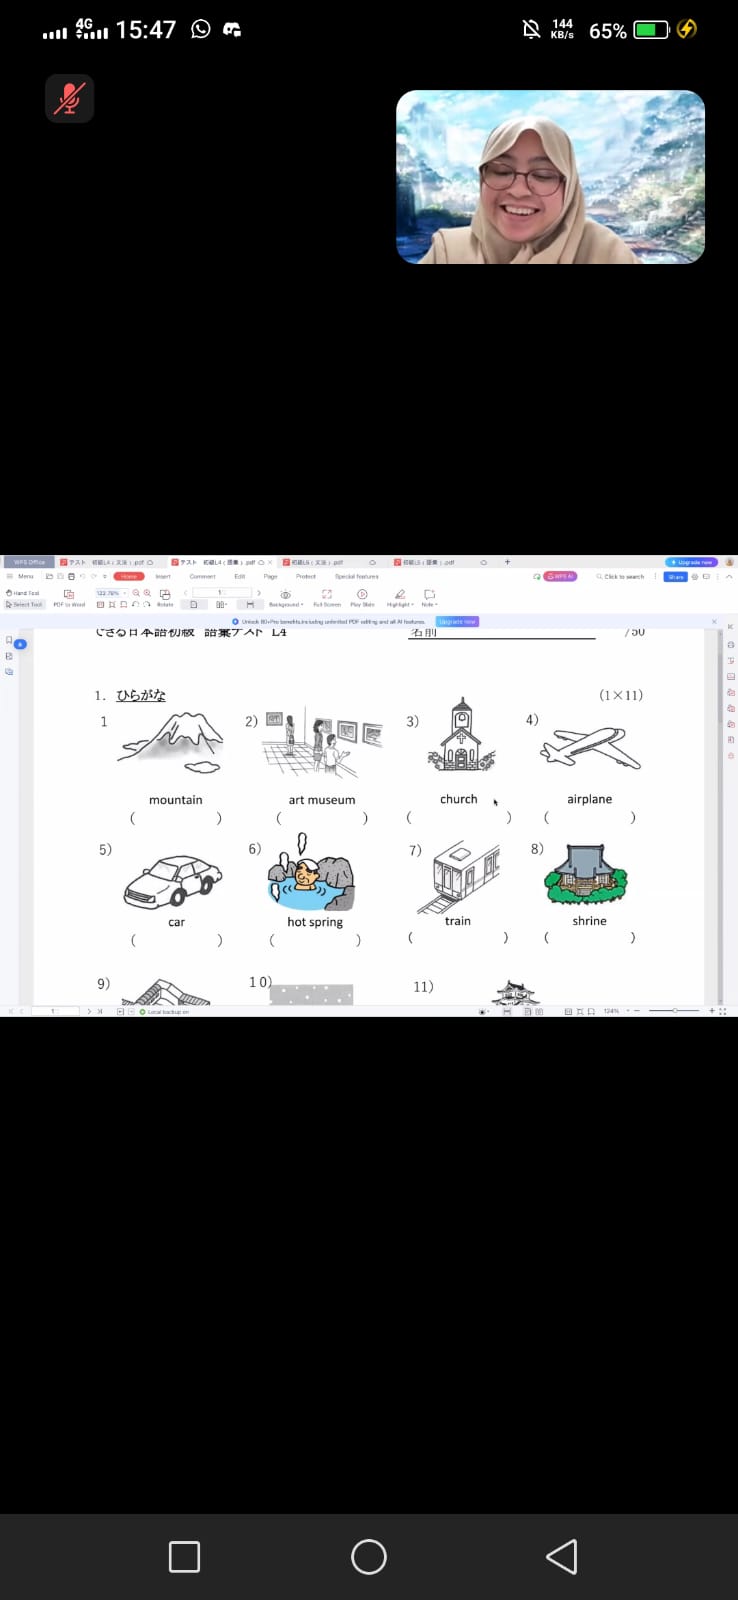 4G 15:47 144 KB/s 65%
WPS Office テスト 初級L4(文法).pdf テスト 初級L4(語彙).pdf 初級L5(文法).pdf 初級L5(語彙).pdf + Upgrade now
Menu Home Insert Comment Edit Page Protect Special features WPS AI Click to search Share
Hand Tool
Select Tool PDF to Word Rotate Background Full Screen Play Slide Highlight Note
Unlock 80+Pro benefits,including unlimited PDF editing and all AI features. Upgrade now
できる日本語初級 語彙テスト L4 名前 /50
1. ひらがな (1×11)
1 2) 3) 4)
mountain art museum church airplane
( ) ( ) ( ) ( )
5) 6) 7) 8)
car hot spring train shrine
( ) ( ) ( ) ( )
9) 10) 11)
Local backup on 124%